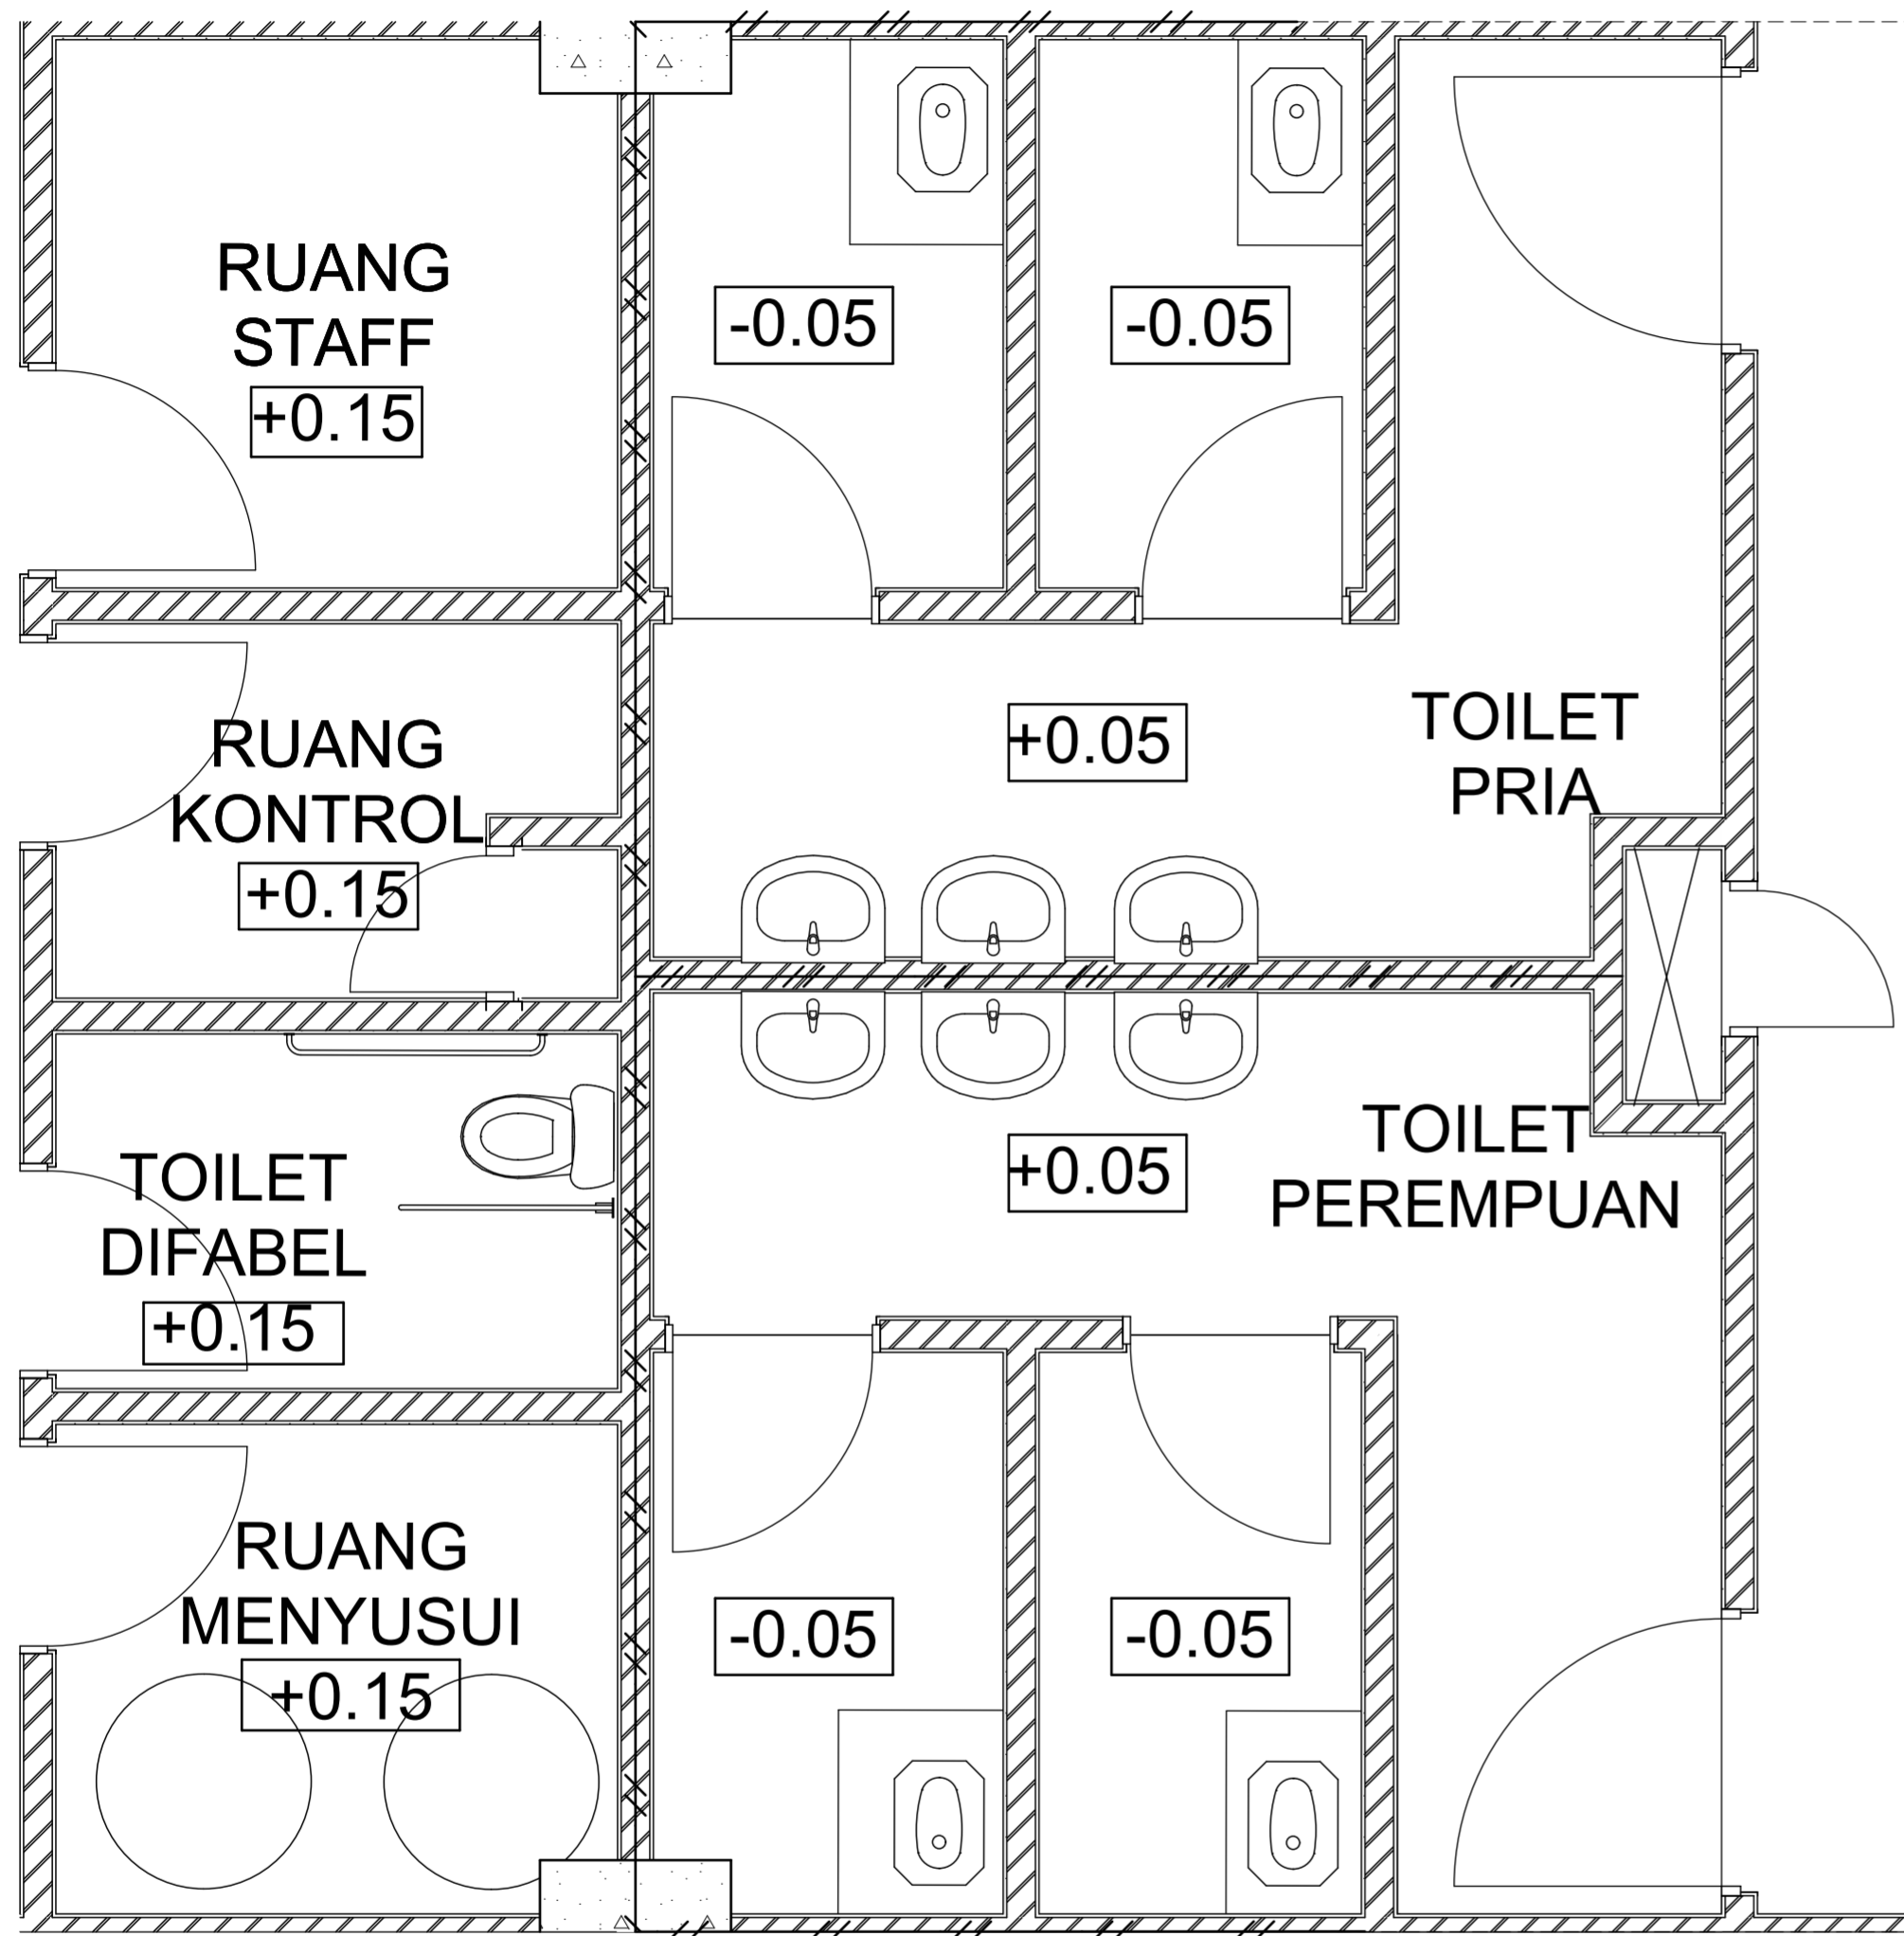 RUANG
STAFF
+0.15
-0.05
-0.05
RUANG
KONTROL
+0.15
+0.05
TOILET
PRIA
TOILET
DIFABEL
+0.15
+0.05
TOILET
PEREMPUAN
RUANG
MENYUSUI
+0.15
-0.05
-0.05